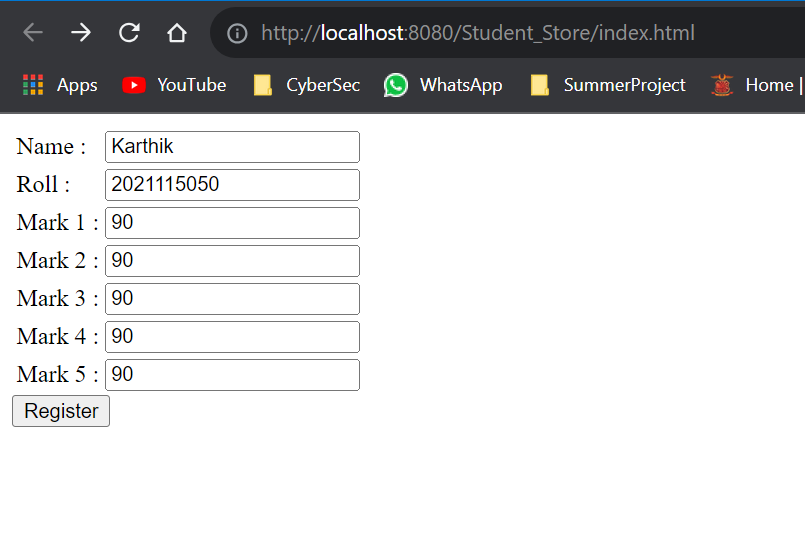 http://localhost:8080/Student_Store/index.html
Apps YouTube CyberSec WhatsApp SummerProject Home |
Name : Karthik
Roll : 2021115050
Mark 1 : 90
Mark 2 : 90
Mark 3 : 90
Mark 4 : 90
Mark 5 : 90
Register